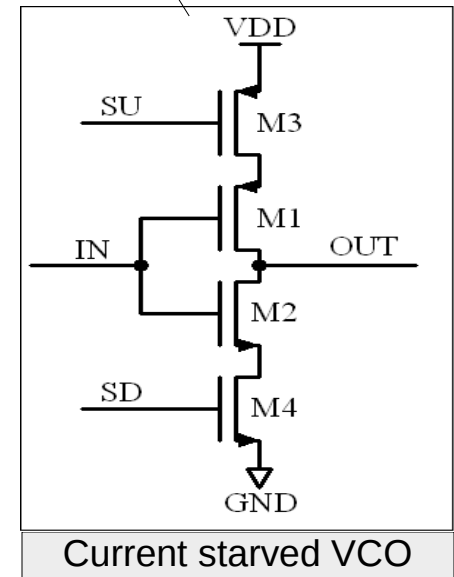 VDD
SU
M3
M1
IN
OUT
M2
SD
M4
GND
Current starved VCO